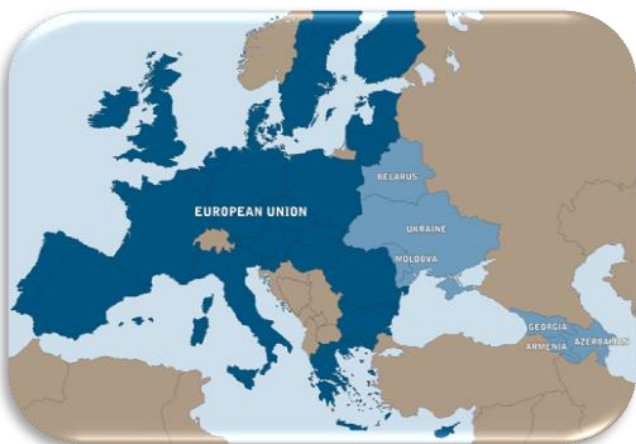 BELARUS
EUROPEAN UNION
UKRAINE
MOLDOVA
GEORGIA
ARMENIA
AZERBAIJAN